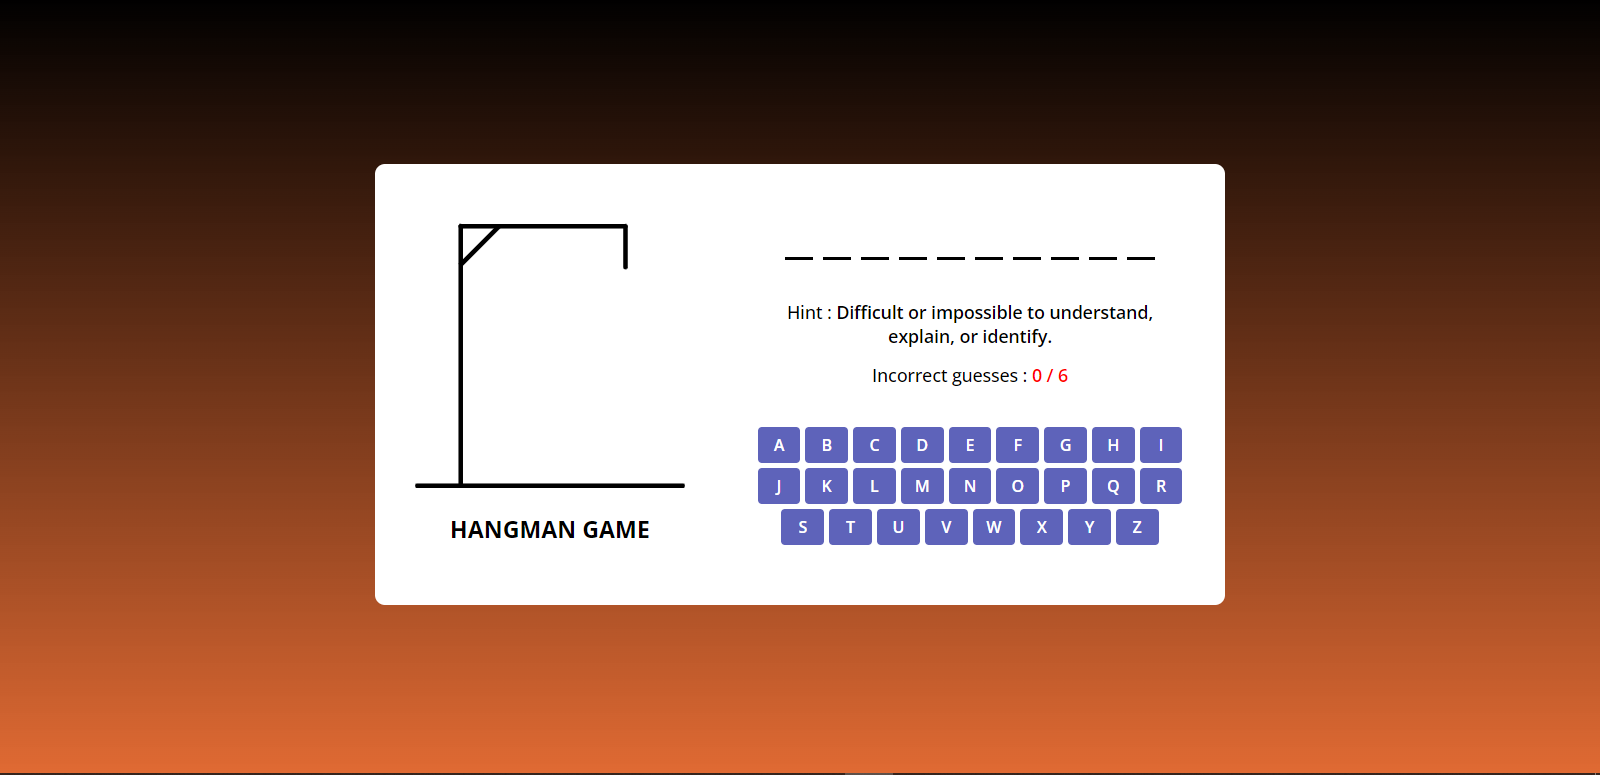 Hint : Difficult or impossible to understand,
explain, or identify.
Incorrect guesses : 0 / 6
A B C D E F G H I
J K L M N O P Q R
S T U V W X Y Z
HANGMAN GAME